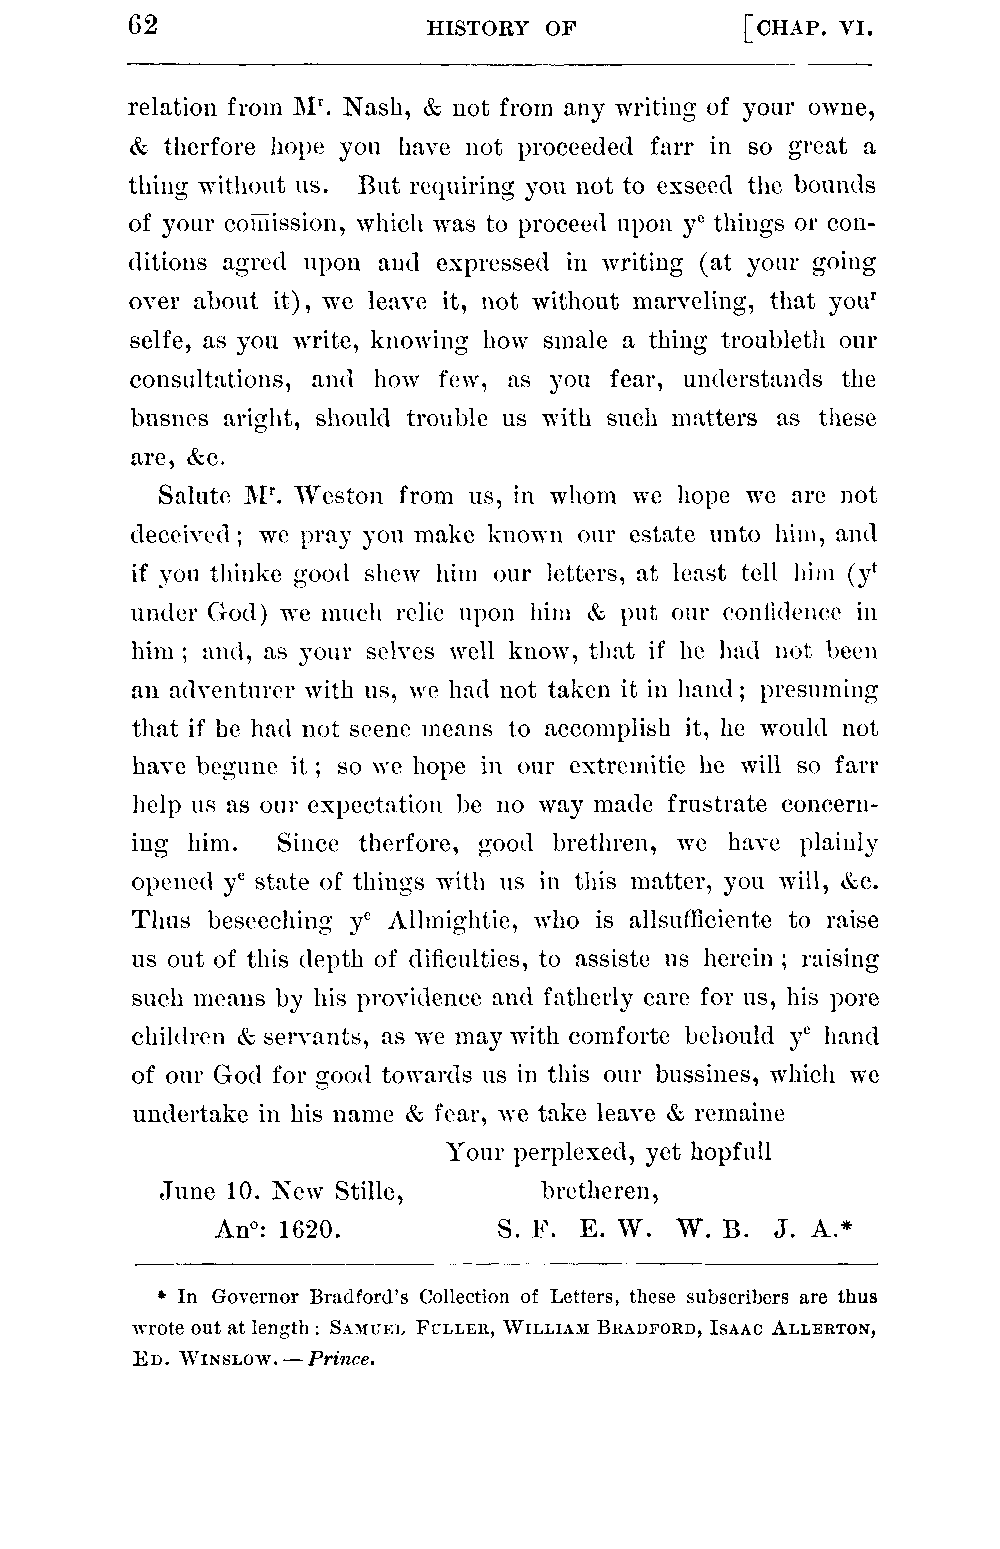 62 HISTORY OF [CHAP. VI.
relation from Mʳ. Nash, & not from any writing of your owne,
& therfore hope you have not proceeded farr in so great a
thing without us. But requiring you not to exseed the bounds
of your com̅ission, which was to proceed upon yᵉ things or con-
ditions agred upon and expressed in writing (at your going
over about it), we leave it, not without marveling, that youʳ
selfe, as you write, knowing how smale a thing troubleth our
consultations, and how few, as you fear, understands the
busnes aright, should trouble us with such matters as these
are, &c.
Salute Mʳ. Weston from us, in whom we hope we are not
deceived; we pray you make known our estate unto him, and
if you thinke good shew him our letters, at least tell him (yᵗ
under God) we much relie upon him & put our confidence in
him; and, as your selves well know, that if he had not been
an adventurer with us, we had not taken it in hand; presuming
that if he had not seene means to accomplish it, he would not
have begune it; so we hope in our extremitie he will so farr
help us as our expectation be no way made frustrate concern-
ing him. Since therfore, good brethren, we have plainly
opened yᵉ state of things with us in this matter, you will, &c.
Thus beseeching yᵉ Allmightie, who is allsufficiente to raise
us out of this depth of dificulties, to assiste us herein; raising
such means by his providence and fatherly care for us, his pore
children & servants, as we may with comforte behould yᵉ hand
of our God for good towards us in this our bussines, which we
undertake in his name & fear, we take leave & remaine
Your perplexed, yet hopfull
June 10. New Stille, bretheren,
Anº: 1620. S. F. E. W. W. B. J. A.*
* In Governor Bradford's Collection of Letters, these subscribers are thus
wrote out at length: SAMUEL FULLER, WILLIAM BRADFORD, ISAAC ALLERTON,
ED. WINSLOW. — Prince.